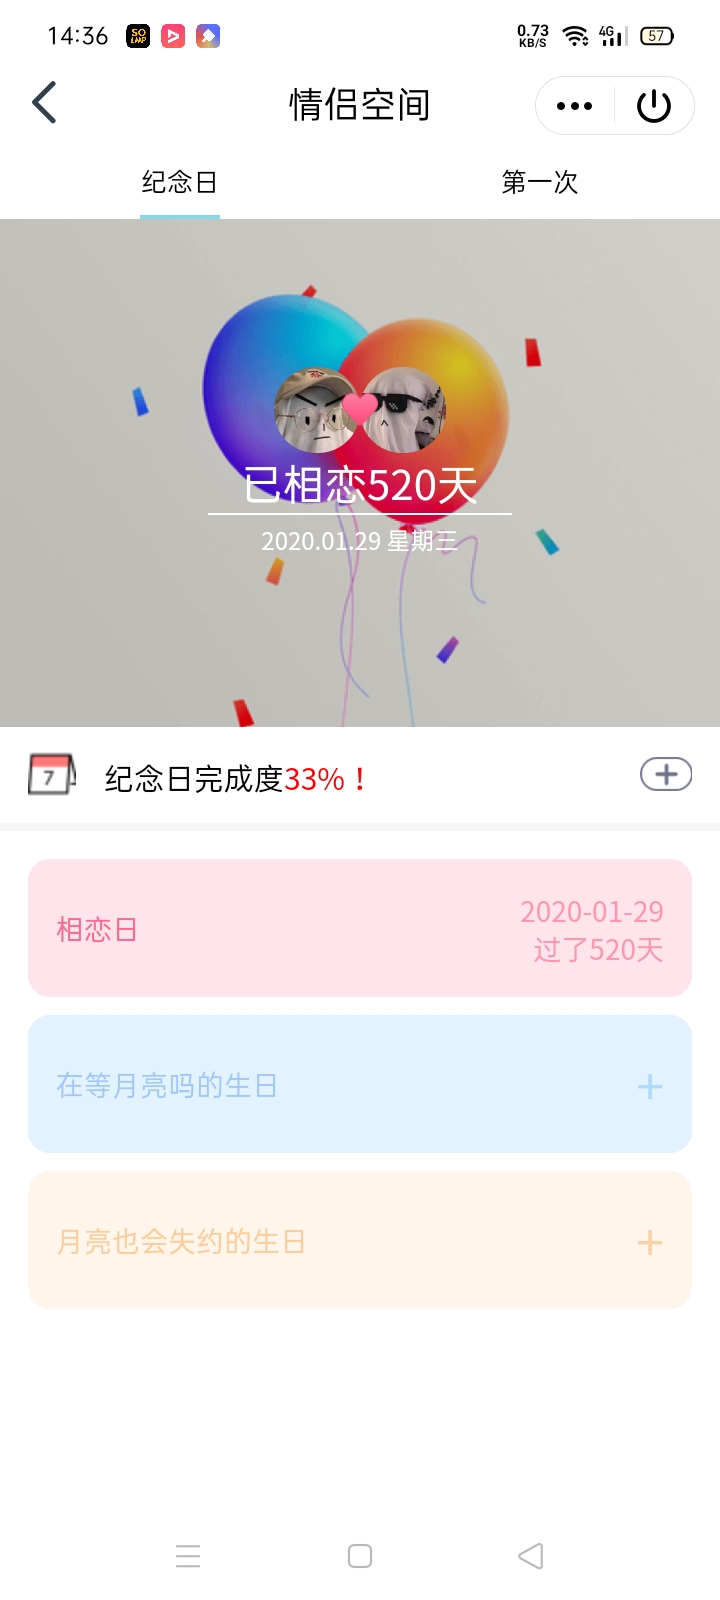 14:36
SO
LMP
0.73
KB/S
4G
57
情侣空间
纪念日
第一次
已相恋520天
2020.01.29 星期三
7
纪念日完成度33%！
相恋日
2020-01-29
过了520天
在等月亮吗的生日
月亮也会失约的生日